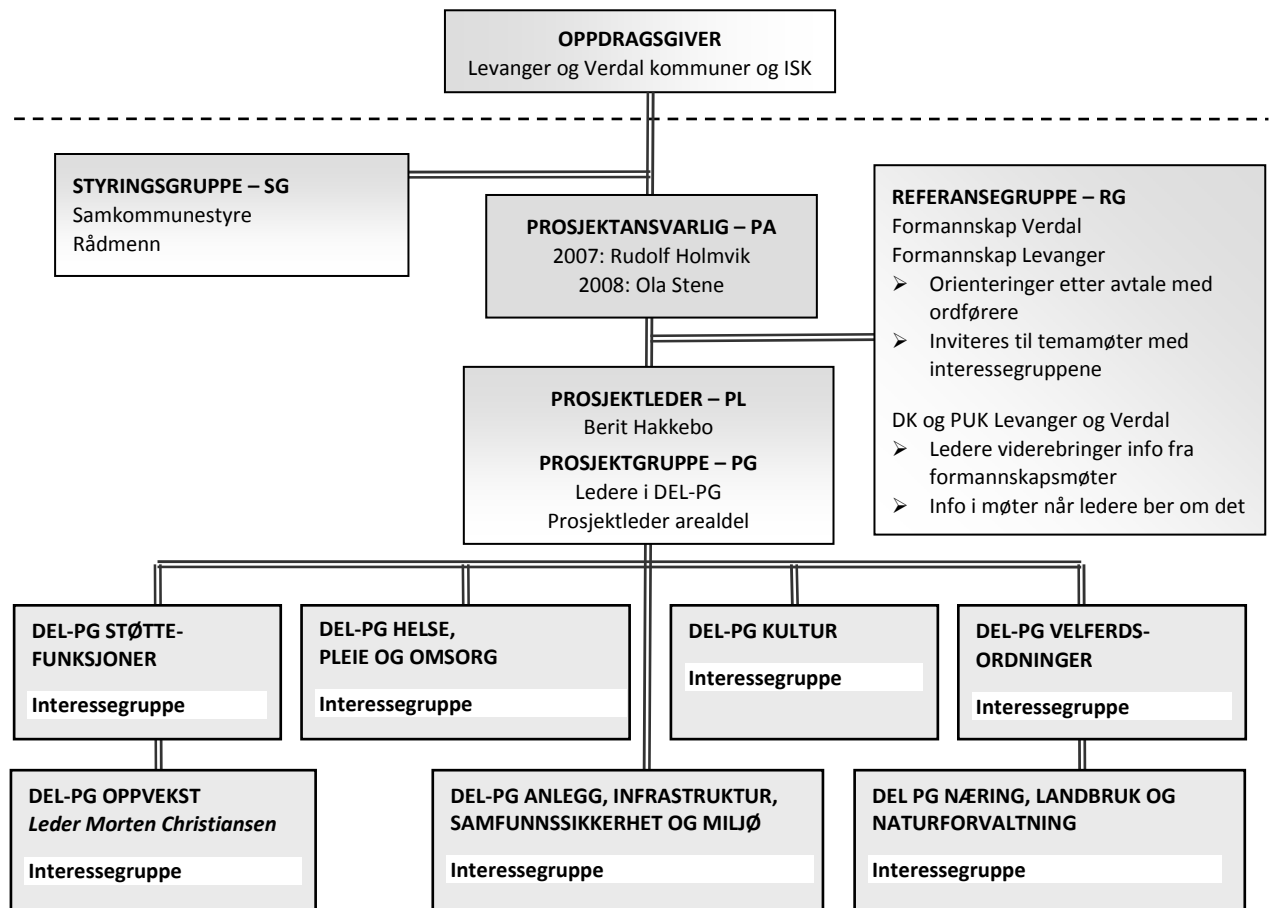 OPPDRAGSGIVER
Levanger og Verdal kommuner og ISK
STYRINGSGRUPPE – SG
Samkommunestyre
Rådmenn
PROSJEKTANSVARLIG – PA
2007: Rudolf Holmvik
2008: Ola Stene
REFERANSEGRUPPE – RG
Formannskap Verdal
Formannskap Levanger
➢ Orienteringer etter avtale med
ordførere
➢ Inviteres til temamøter med
interessegruppene
DK og PUK Levanger og Verdal
➢ Ledere viderebringer info fra
formannskapsmøter
➢ Info i møter når ledere ber om det
PROSJEKTLEDER – PL
Berit Hakkebo
PROSJEKTGRUPPE – PG
Ledere i DEL-PG
Prosjektleder arealdel
DEL-PG STØTTE-
FUNKSJONER
Interessegruppe
DEL-PG HELSE,
PLEIE OG OMSORG
Interessegruppe
DEL-PG KULTUR
Interessegruppe
DEL-PG VELFERDS-
ORDNINGER
Interessegruppe
DEL-PG OPPVEKST
Leder Morten Christiansen
Interessegruppe
DEL-PG ANLEGG, INFRASTRUKTUR,
SAMFUNNSSIKKERHET OG MILJØ
Interessegruppe
DEL PG NÆRING, LANDBRUK OG
NATURFORVALTNING
Interessegruppe